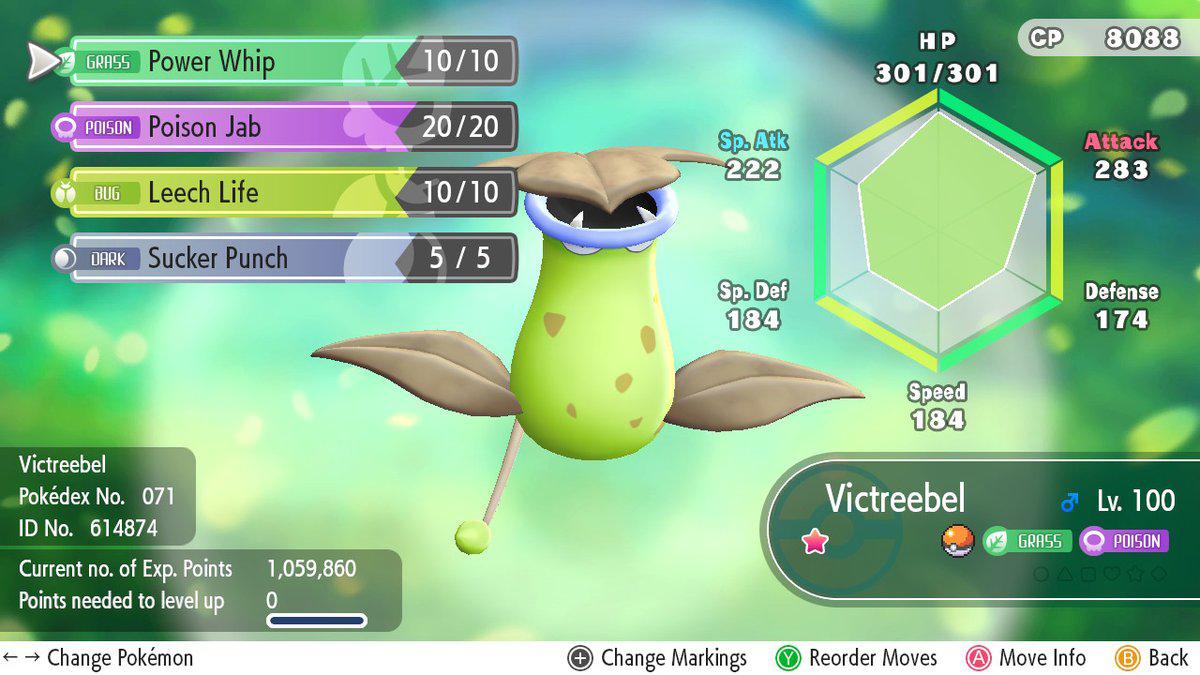 GRASS Power Whip 10/10
POISON Poison Jab 20/20
BUG Leech Life 10/10
DARK Sucker Punch 5 / 5
CP 8088
HP
301/301
Sp. Atk
222
Attack
283
Sp. Def
184
Defense
174
Speed
184
Victreebel
Pokédex No. 071
ID No. 614874
Current no. of Exp. Points 1,059,860
Points needed to level up 0
Victreebel ♂ Lv. 100
GRASS POISON
← → Change Pokémon
+ Change Markings Y Reorder Moves A Move Info B Back